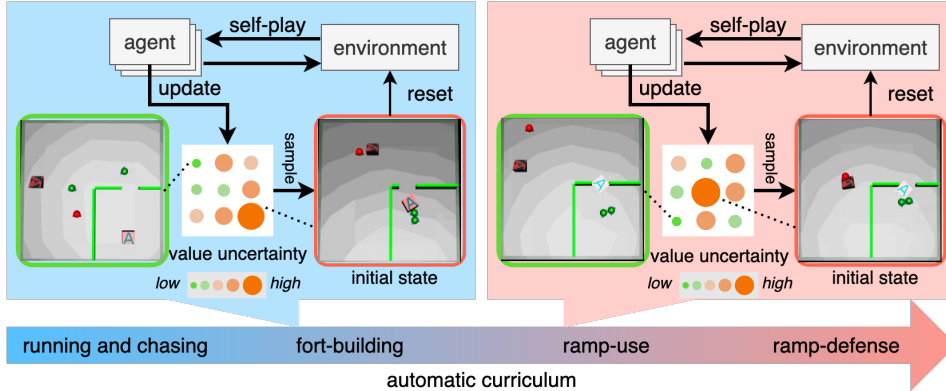 self-play
agent
environment
update
reset
sample
value uncertainty
initial state
low
high
self-play
agent
environment
update
reset
sample
value uncertainty
initial state
low
high
running and chasing
fort-building
ramp-use
ramp-defense
automatic curriculum